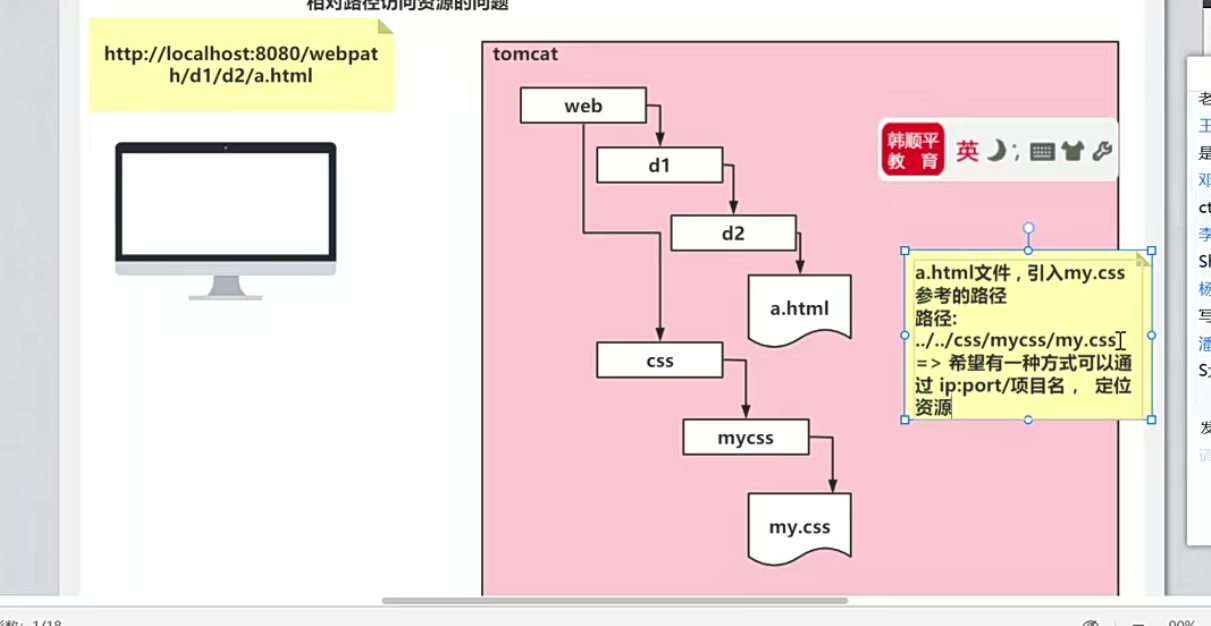 相对路径访问资源的问题
http://localhost:8080/webpat
h/d1/d2/a.html
tomcat
web
d1
d2
a.html
css
mycss
my.css
韩顺平
教 育
英
a.html文件，引入my.css
参考的路径
路径:
../../css/mycss/my.css
=> 希望有一种方式可以通
过 ip:port/项目名， 定位
资源
老
王
是
邓
ct
李
SH
杨
写
潘
发
请
1/18
90%